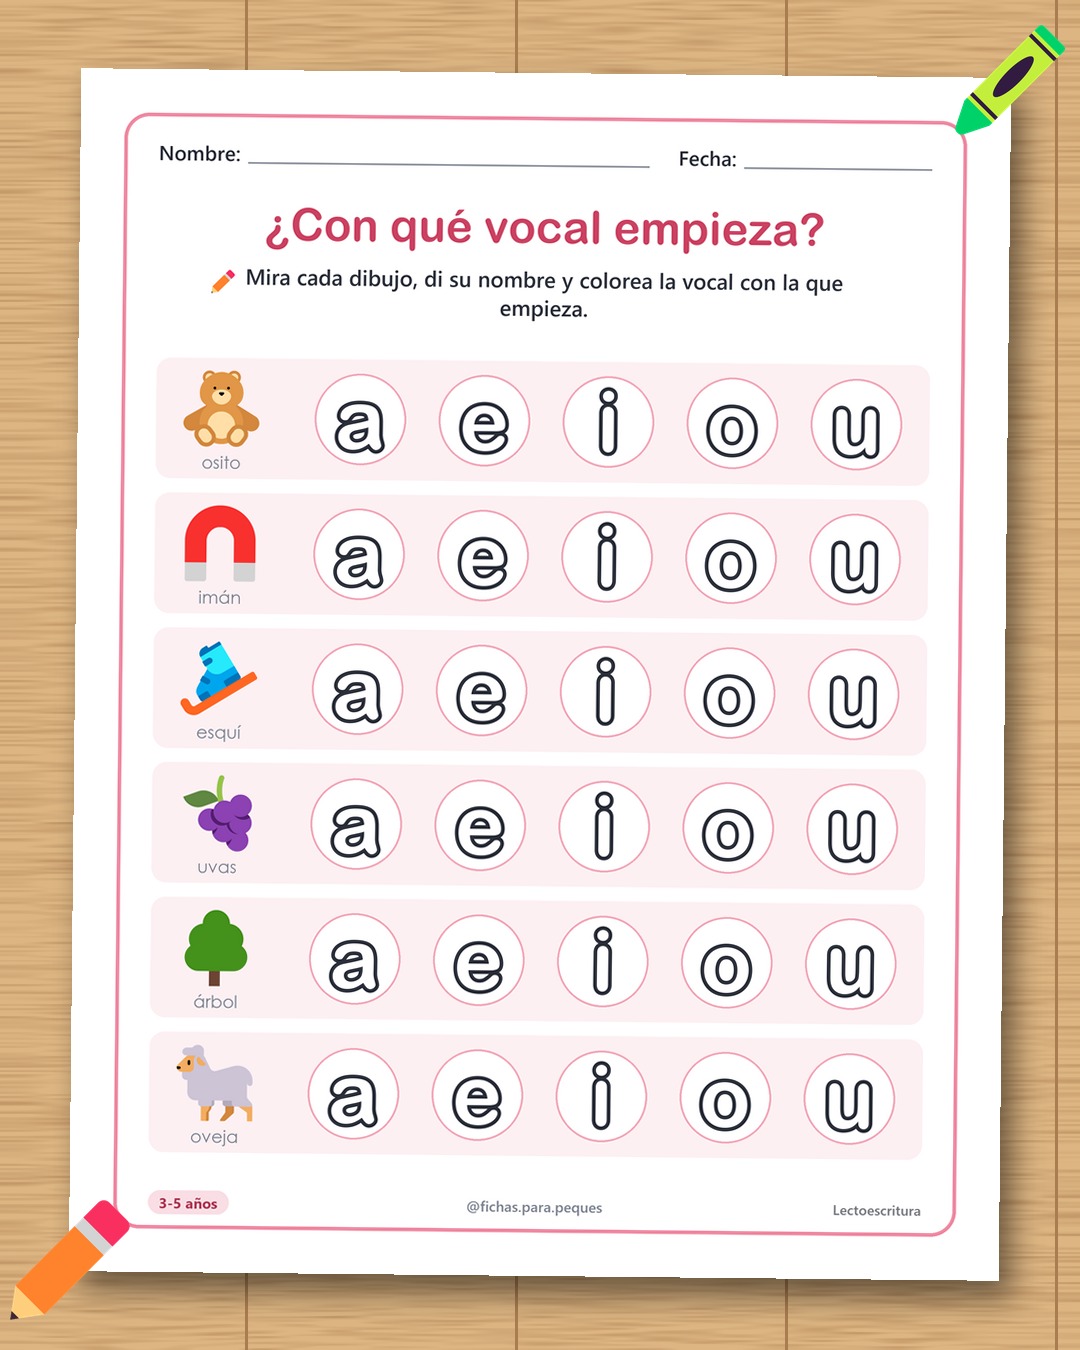 Nombre: Fecha:
¿Con qué vocal empieza?
Mira cada dibujo, di su nombre y colorea la vocal con la que
empieza.
a e i o u
osito
a e i o u
imán
a e i o u
esquí
a e i o u
uvas
a e i o u
árbol
a e i o u
oveja
3-5 años @fichas.para.peques Lectoescritura